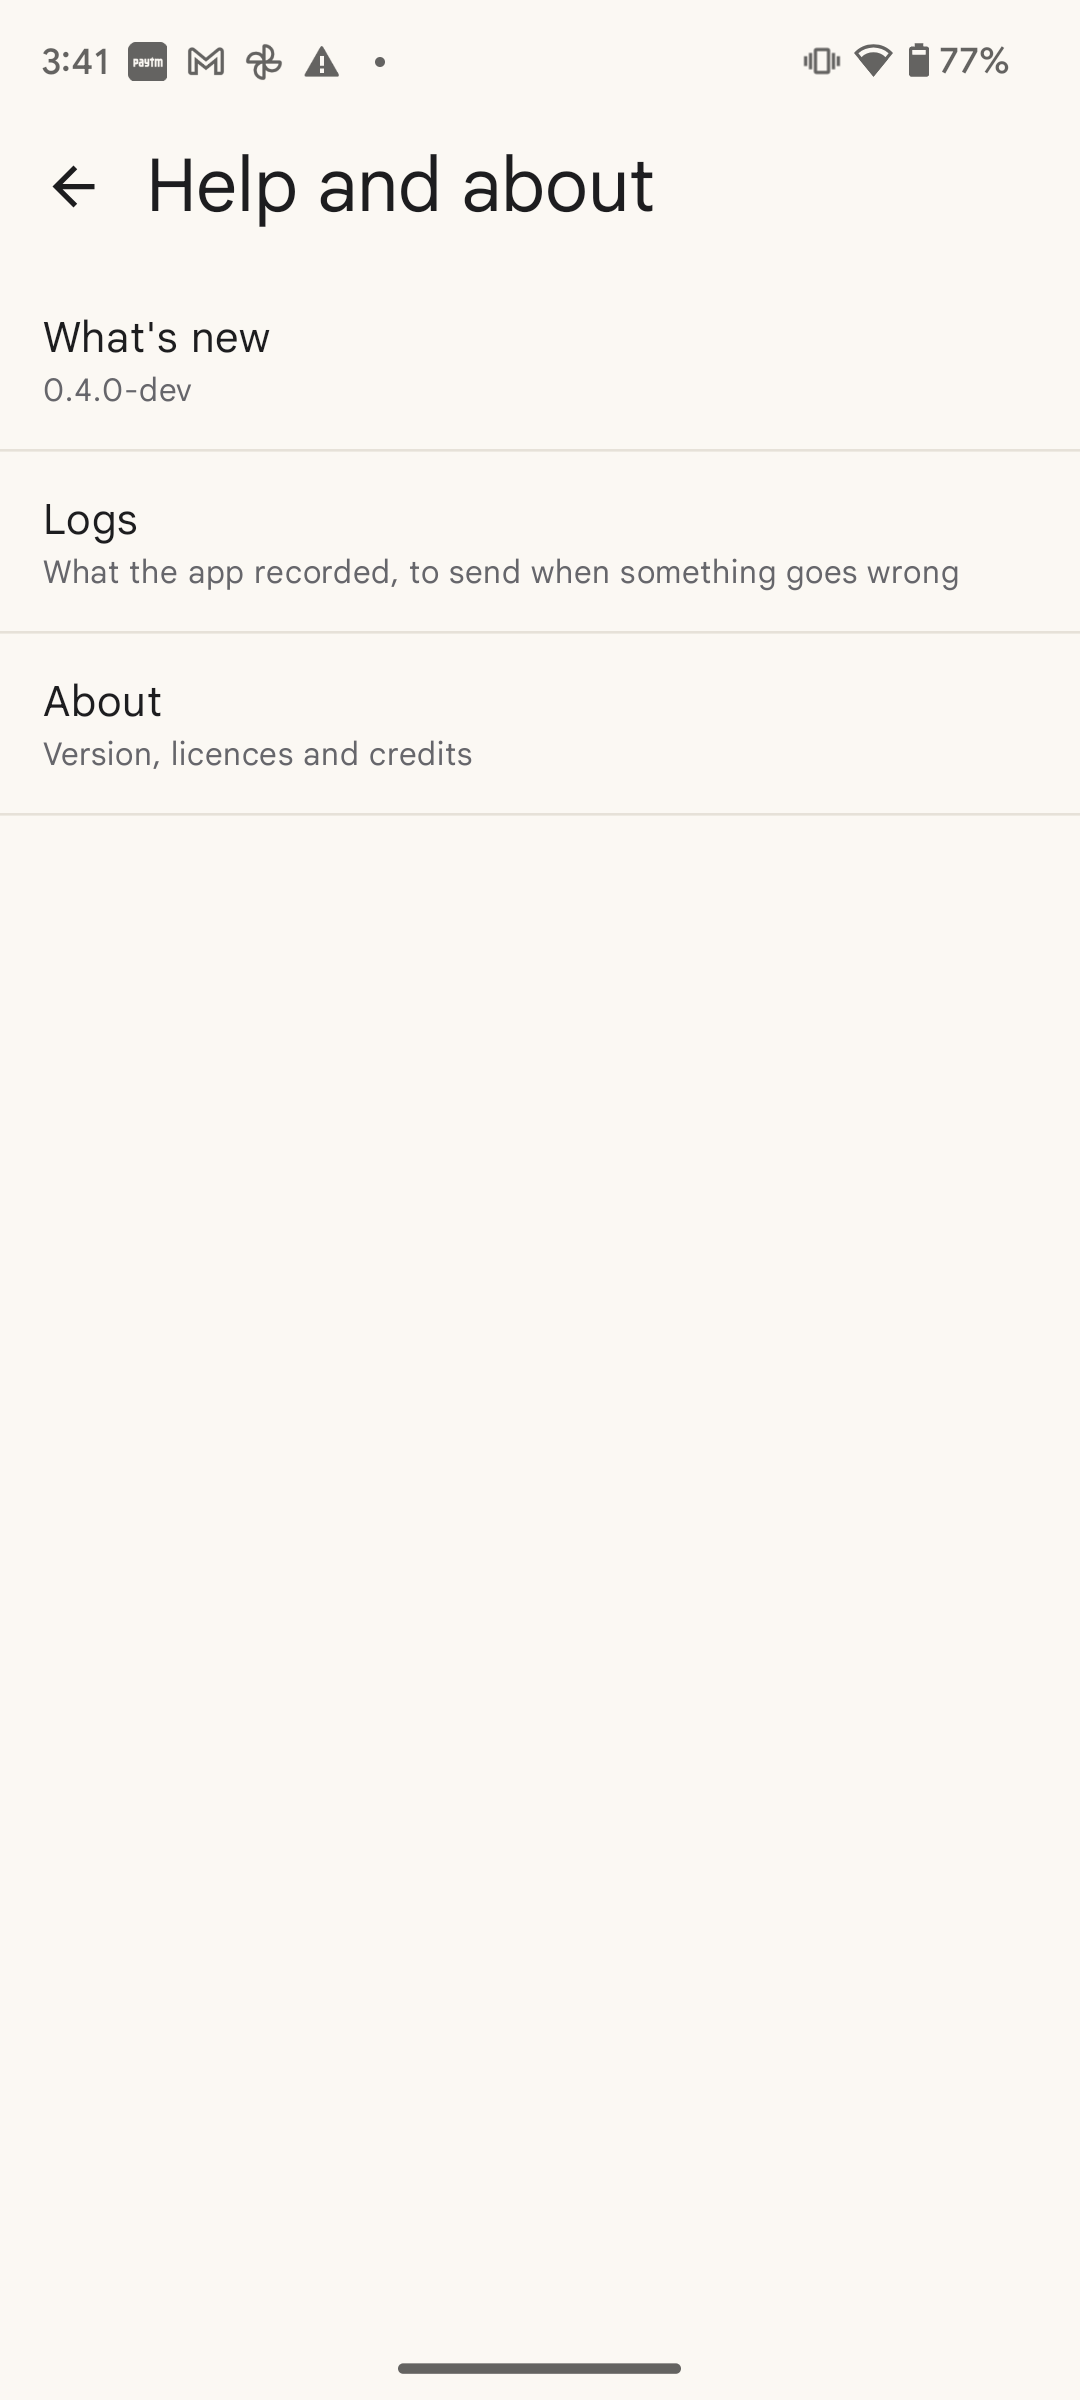 3:41 paytm 77%
Help and about
What's new
0.4.0-dev
Logs
What the app recorded, to send when something goes wrong
About
Version, licences and credits